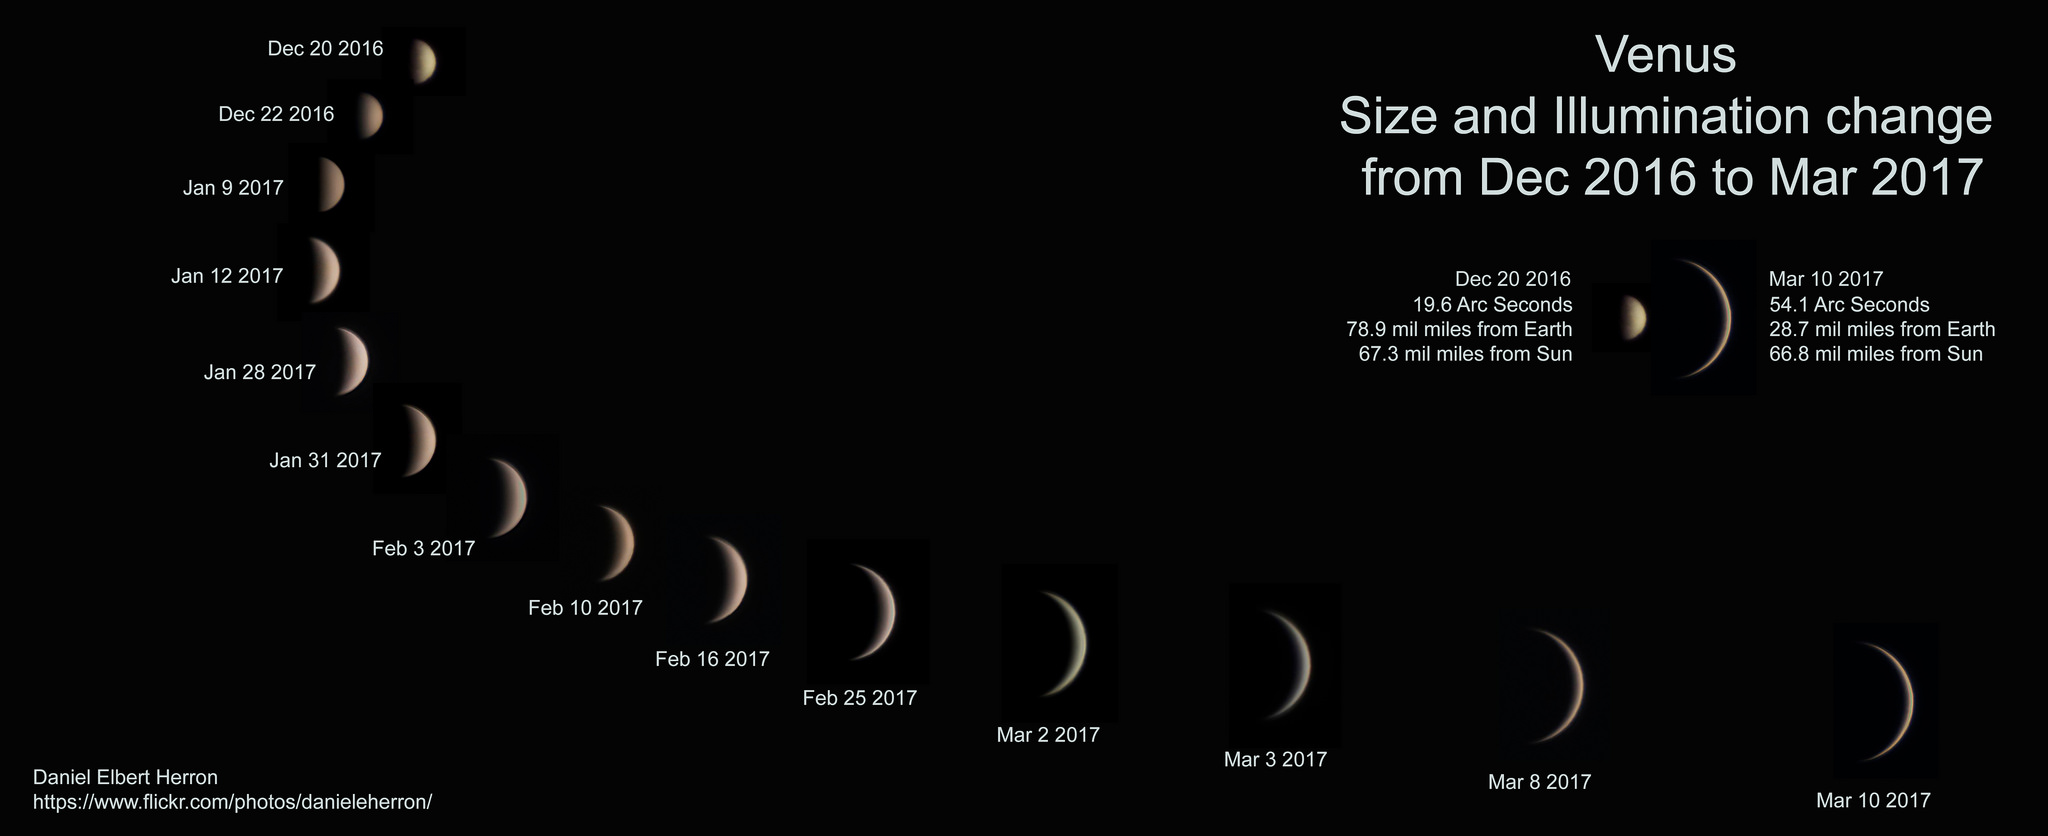 Venus
Size and Illumination change
from Dec 2016 to Mar 2017
Dec 20 2016
Dec 22 2016
Jan 9 2017
Jan 12 2017
Jan 28 2017
Jan 31 2017
Feb 3 2017
Feb 10 2017
Feb 16 2017
Feb 25 2017
Mar 2 2017
Mar 3 2017
Mar 8 2017
Mar 10 2017
Dec 20 2016
19.6 Arc Seconds
78.9 mil miles from Earth
67.3 mil miles from Sun
Mar 10 2017
54.1 Arc Seconds
28.7 mil miles from Earth
66.8 mil miles from Sun
Daniel Elbert Herron
https://www.flickr.com/photos/danieleherron/